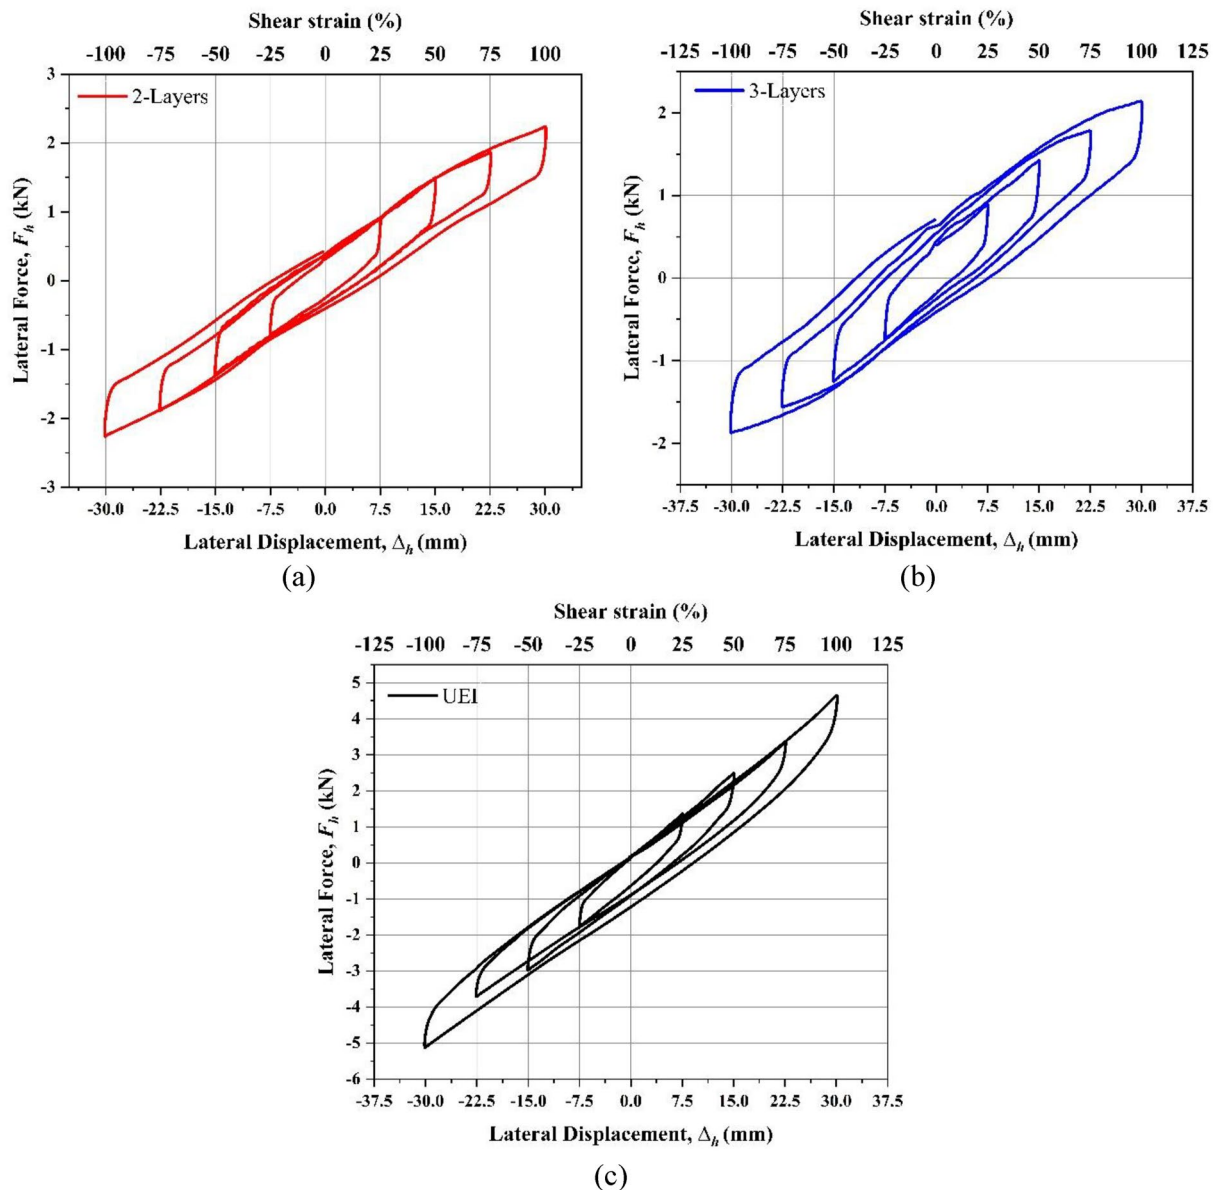 Shear strain (%)
-100 -75 -50 -25 0 25 50 75 100
3
2
1
0
-1
-2
-3
Lateral Force, Fh (kN)
2-Layers
-30.0 -22.5 -15.0 -7.5 0.0 7.5 15.0 22.5 30.0
Lateral Displacement, Δh (mm)
(a)
Shear strain (%)
-125 -100 -75 -50 -25 0 25 50 75 100 125
2
1
0
-1
-2
Lateral Force, Fh (kN)
3-Layers
-37.5 -30.0 -22.5 -15.0 -7.5 0.0 7.5 15.0 22.5 30.0 37.5
Lateral Displacement, Δh (mm)
(b)
Shear strain (%)
-125 -100 -75 -50 -25 0 25 50 75 100 125
5
4
3
2
1
0
-1
-2
-3
-4
-5
-6
Lateral Force, Fh (kN)
UEI
-37.5 -30.0 -22.5 -15.0 -7.5 0.0 7.5 15.0 22.5 30.0 37.5
Lateral Displacement, Δh (mm)
(c)